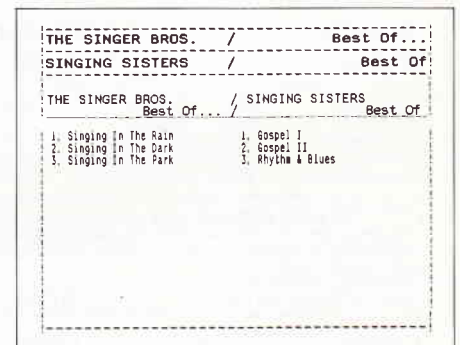 THE SINGER BROS. / Best Of...
SINGING SISTERS / Best Of
THE SINGER BROS. / SINGING SISTERS
Best Of... / Best Of
1. Singing In The Rain 1. Gospel I
2. Singing In The Dark 2. Gospel II
3. Singing In The Park 3. Rhythm & Blues